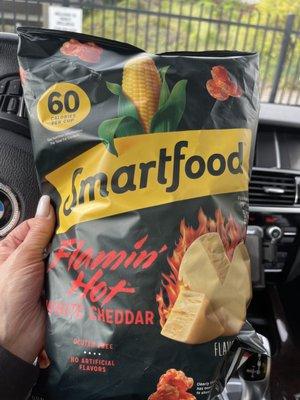 60
CALORIES
PER CUP
Smartfood
Flamin'
Hot
WHITE CHEDDAR
GLUTEN FREE
NO ARTIFICIAL
FLAVORS